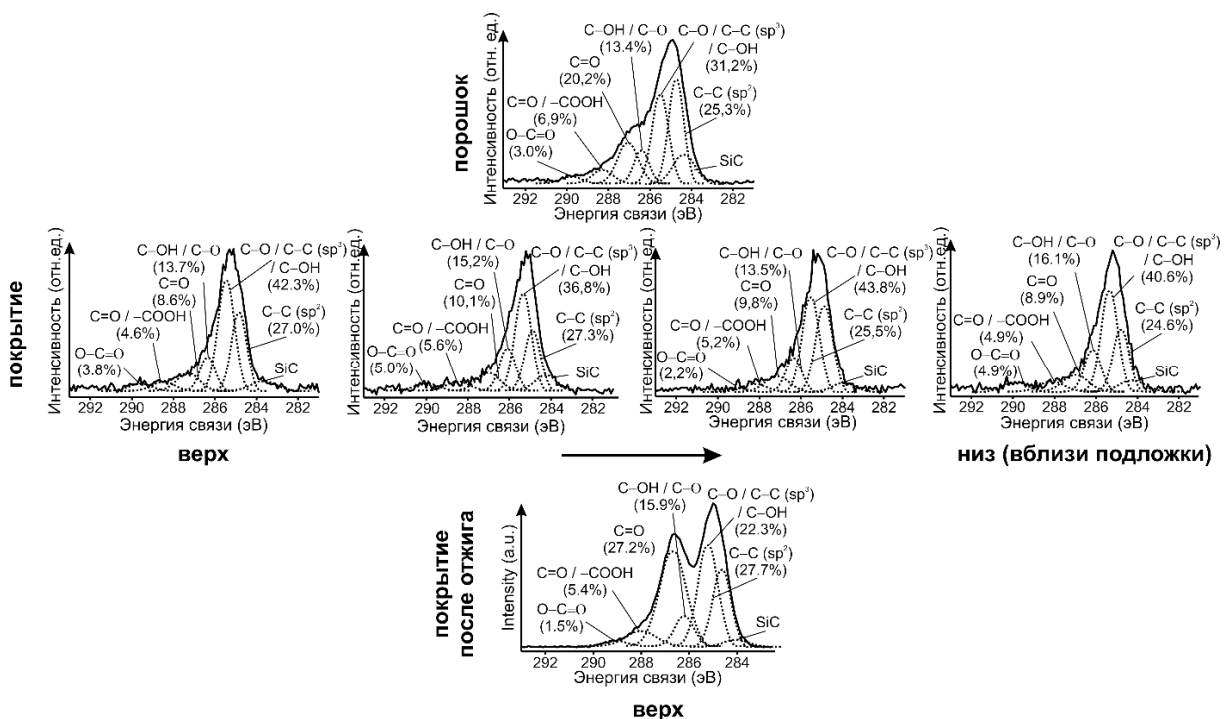 порошок
Интенсивность (отн. ед.)
C–OH / C–O
(13.4%)
C–O / C–C (sp³)
/ C–OH
(31,2%)
C=O
(20,2%)
C=O / –COOH
(6,9%)
O–C=O
(3.0%)
C–C (sp²)
(25,3%)
SiC
292 290 288 286 284 282
Энергия связи (эВ)
покрытие
Интенсивность (отн.ед.)
C–OH / C–O
(13.7%)
C–O / C–C (sp³)
/ C–OH
(42.3%)
C=O
(8.6%)
C=O / –COOH
(4.6%)
O–C=O
(3.8%)
C–C (sp²)
(27.0%)
SiC
292 290 288 286 284 282
Энергия связи (эВ)
верх
Интенсивность (отн.ед.)
C–OH / C–O
(15,2%)
C–O / C–C (sp³)
/ C–OH
(36,8%)
C=O
(10,1%)
C=O / –COOH
(5.6%)
O–C=O
(5.0%)
C–C (sp²)
(27.3%)
SiC
292 290 288 286 284 282
Энергия связи (эВ)
Интенсивность (отн.ед.)
C–OH / C–O
(13.5%)
C–O / C–C (sp³)
/ C–OH
(43.8%)
C=O
(9,8%)
C=O / –COOH
(5,2%)
O–C=O
(2,2%)
C–C (sp²)
(25,5%)
SiC
292 290 288 286 284 282
Энергия связи (эВ)
Интенсивность (отн.ед.)
C–OH / C–O
(16.1%)
C–O / C–C (sp³)
/ C–OH
(40.6%)
C=O
(8.9%)
C=O / –COOH
(4.9%)
O–C=O
(4.9%)
C–C (sp²)
(24.6%)
SiC
292 290 288 286 284 282
Энергия связи (эВ)
низ (вблизи подложки)
покрытие
после отжига
Intensity (a.u.)
C–OH / C–O
(15.9%)
C–O / C–C (sp³)
/ C–OH
(22.3%)
C=O
(27.2%)
C=O / –COOH
(5.4%)
O–C=O
(1.5%)
C–C (sp²)
(27.7%)
SiC
292 290 288 286 284
Энергия связи (эВ)
верх